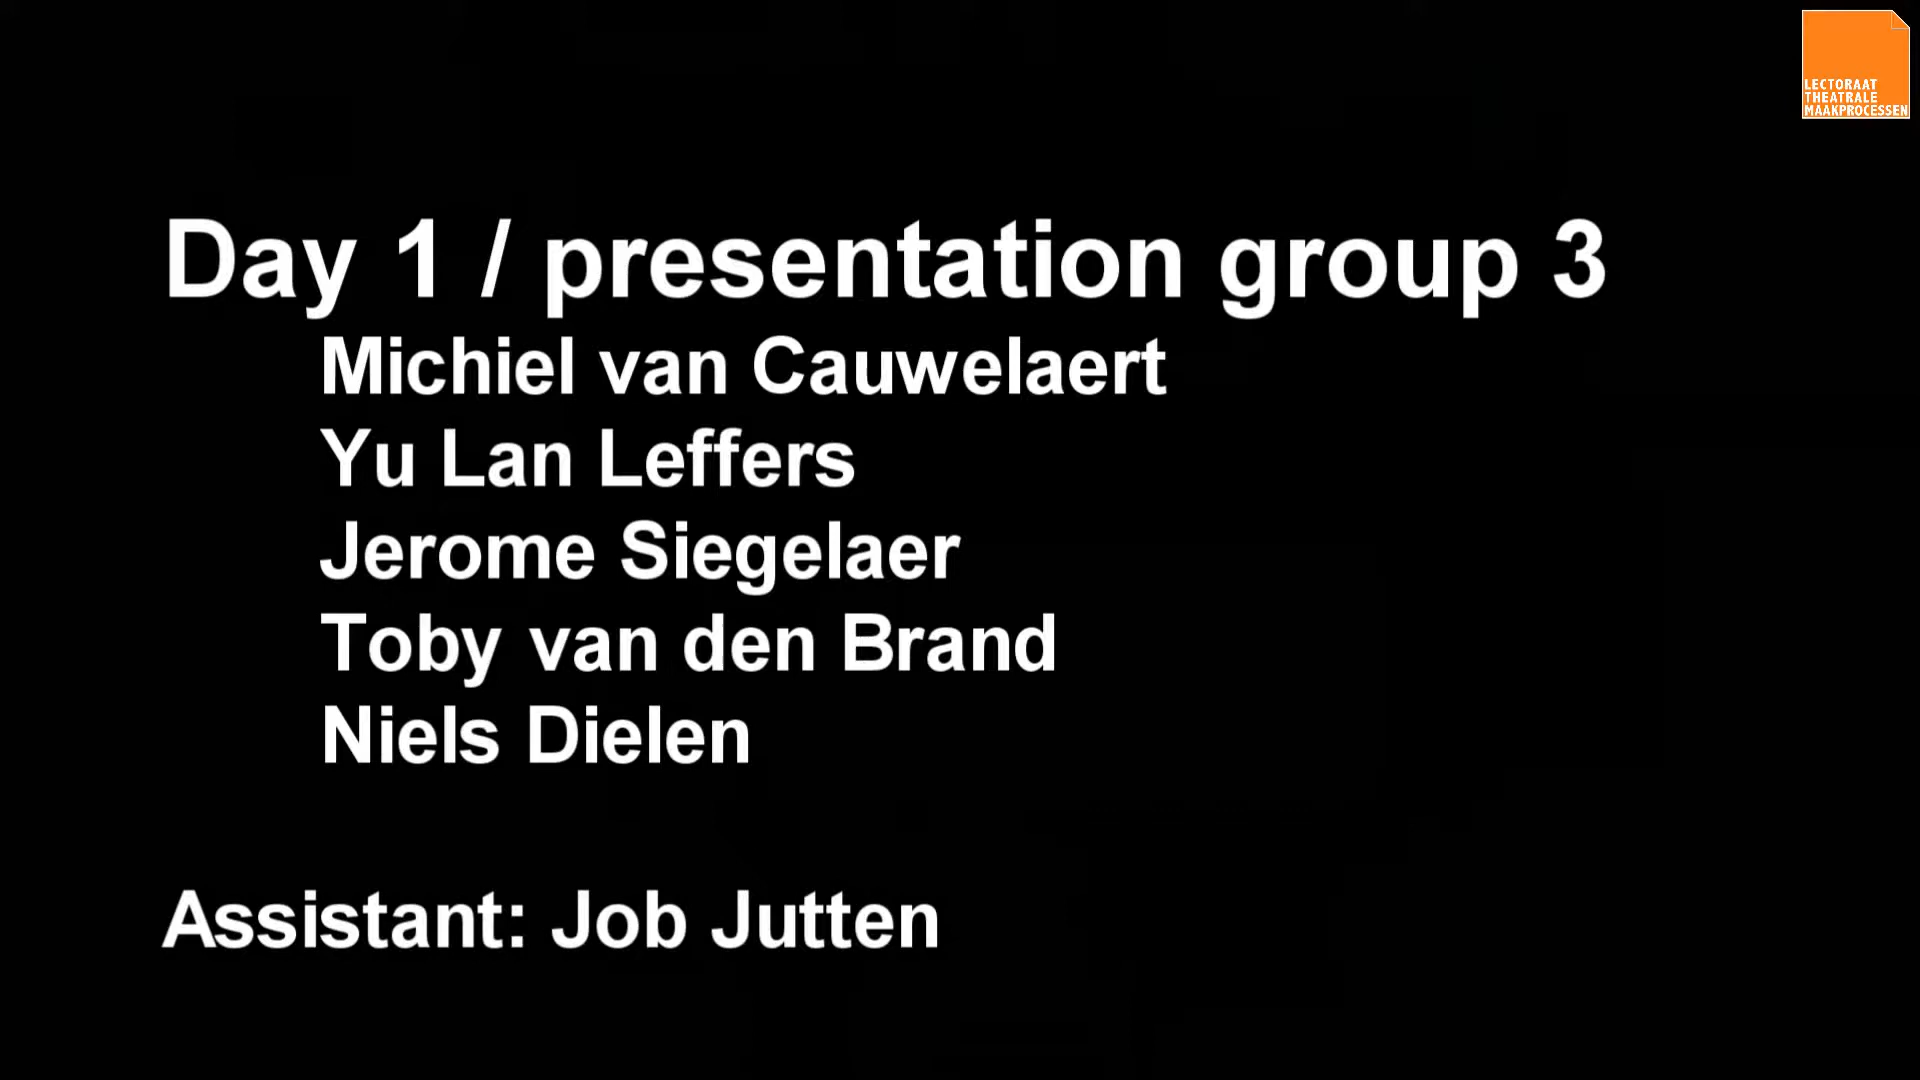 LECTORAAT
THEATRALE
MAAKPROCESSEN
Day 1 / presentation group 3
Michiel van Cauwelaert
Yu Lan Leffers
Jerome Siegelaer
Toby van den Brand
Niels Dielen
Assistant: Job Jutten